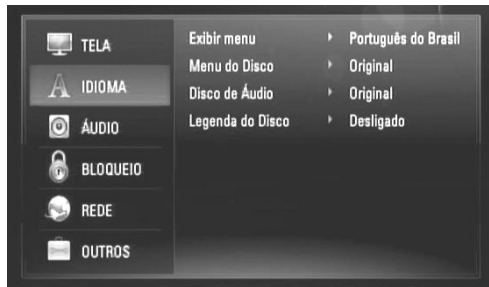 TELA
IDIOMA
ÁUDIO
BLOQUEIO
REDE
OUTROS
Exibir menu Português do Brasil
Menu do Disco Original
Disco de Áudio Original
Legenda do Disco Desligado